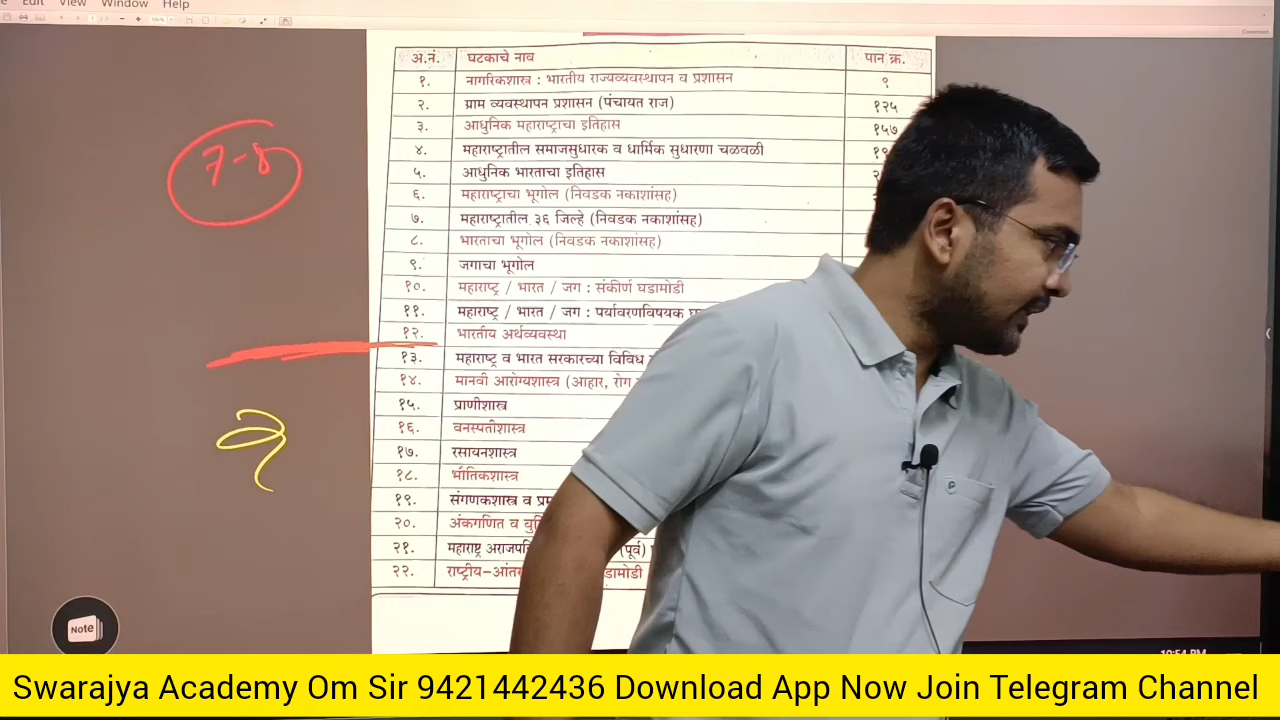 Edit View Window Help
अ.नं. घटकाचे नाव पान क्र.
१. नागरिकशास्त्र : भारतीय राज्यव्यवस्थापन व प्रशासन ९
२. ग्राम व्यवस्थापन प्रशासन (पंचायत राज) १२५
३. आधुनिक महाराष्ट्राचा इतिहास १५७
४. महाराष्ट्रातील समाजसुधारक व धार्मिक सुधारणा चळवळी
५. आधुनिक भारताचा इतिहास
६. महाराष्ट्राचा भूगोल (निवडक नकाशांसह)
७. महाराष्ट्रातील ३६ जिल्हे (निवडक नकाशांसह)
८. भारताचा भूगोल (निवडक नकाशांसह)
९. जगाचा भूगोल
१०. महाराष्ट्र / भारत / जग : संकीर्ण घडामोडी
११. महाराष्ट्र / भारत / जग : पर्यावरणविषयक
१२. भारतीय अर्थव्यवस्था
१३. महाराष्ट्र व भारत सरकारच्या विविध
१४. मानवी आरोग्यशास्त्र (आहार, रोग
१५. प्राणीशास्त्र
१६. वनस्पतीशास्त्र
१७. रसायनशास्त्र
१८. भौतिकशास्त्र
१९. संगणकशास्त्र व
२०. अंकगणित व
२१. महाराष्ट्र (पूर्व)
२२. राष्ट्रीय-
7-8
Note
Swarajya Academy Om Sir 9421442436 Download App Now Join Telegram Channel